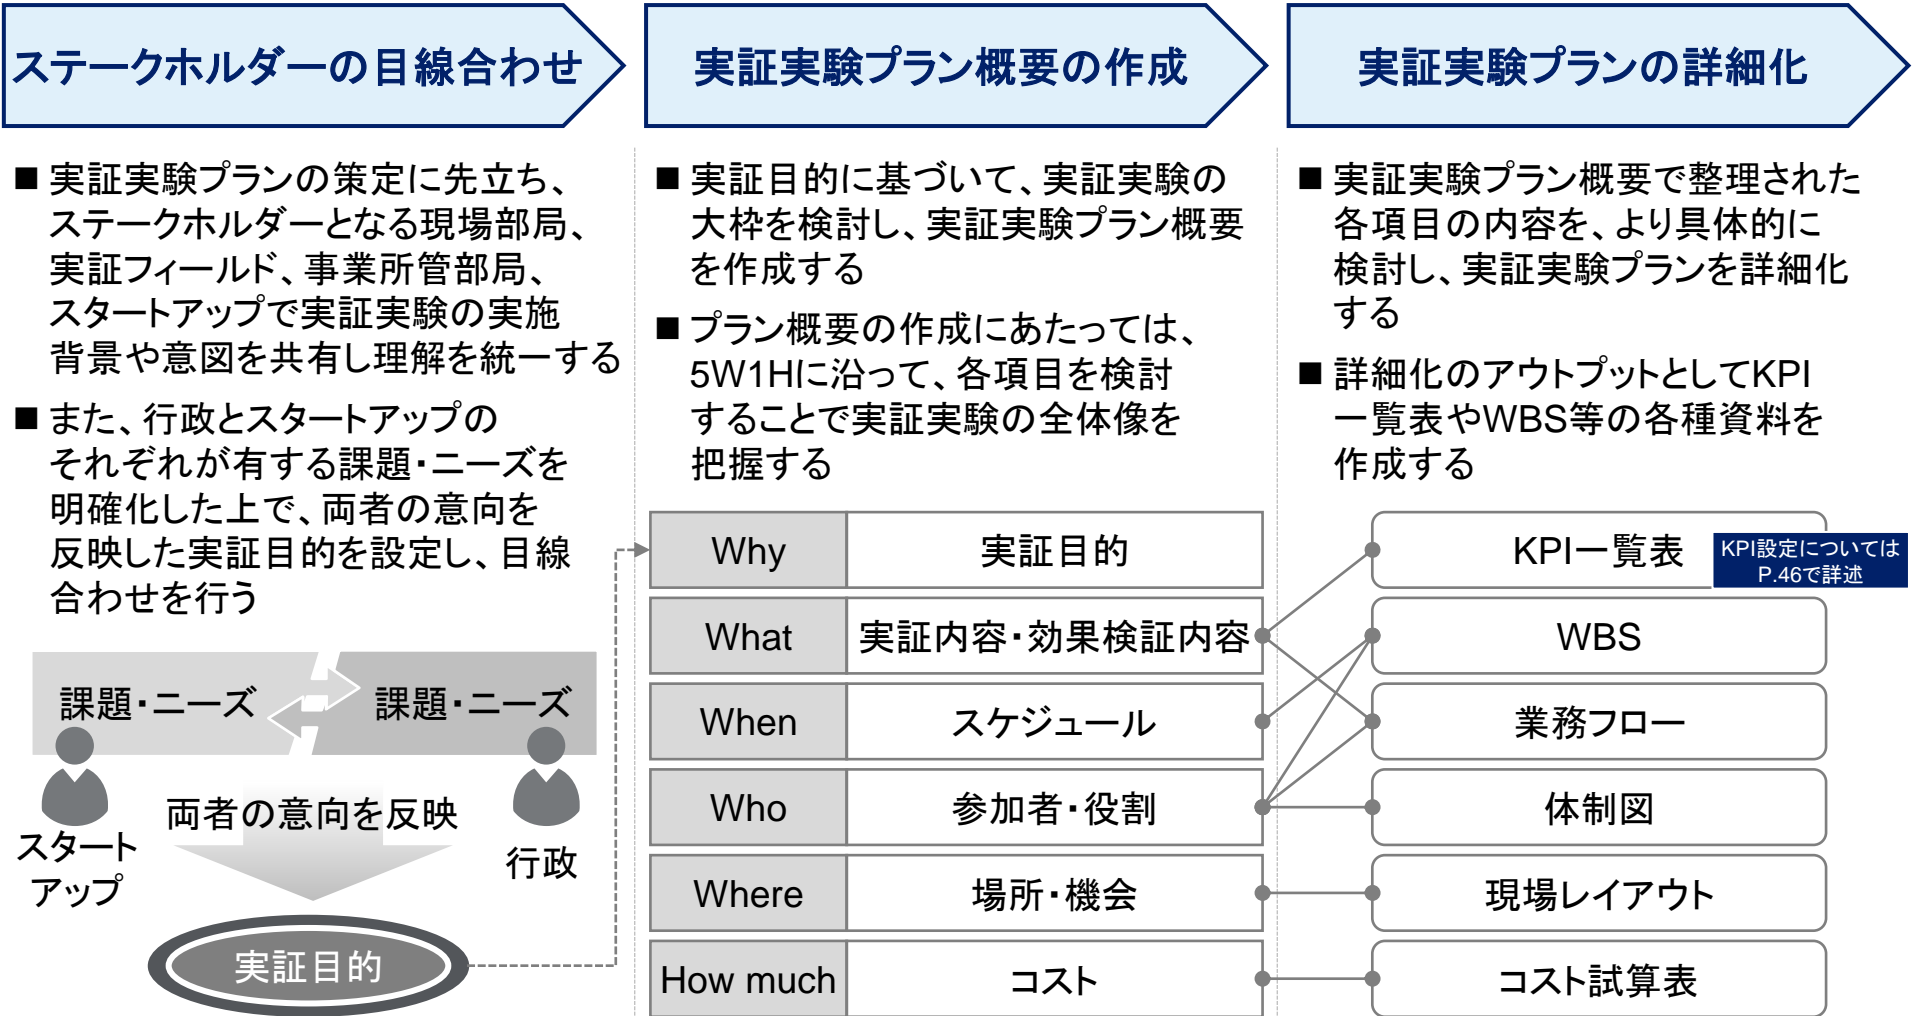 ステークホルダーの目線合わせ
■ 実証実験プランの策定に先立ち、
ステークホルダーとなる現場部局、
実証フィールド、事業所管部局、
スタートアップで実証実験の実施
背景や意図を共有し理解を統一する
■ また、行政とスタートアップの
それぞれが有する課題・ニーズを
明確化した上で、両者の意向を
反映した実証目的を設定し、目線
合わせを行う
課題・ニーズ
課題・ニーズ
スタート
アップ
両者の意向を反映
行政
実証目的
実証実験プラン概要の作成
■ 実証目的に基づいて、実証実験の
大枠を検討し、実証実験プラン概要
を作成する
■ プラン概要の作成にあたっては、
5W1Hに沿って、各項目を検討
することで実証実験の全体像を
把握する
Why 実証目的
What 実証内容・効果検証内容
When スケジュール
Who 参加者・役割
Where 場所・機会
How much コスト
実証実験プランの詳細化
■ 実証実験プラン概要で整理された
各項目の内容を、より具体的に
検討し、実証実験プランを詳細化
する
■ 詳細化のアウトプットとしてKPI
一覧表やWBS等の各種資料を
作成する
KPI一覧表
KPI設定については
P.46で詳述
WBS
業務フロー
体制図
現場レイアウト
コスト試算表